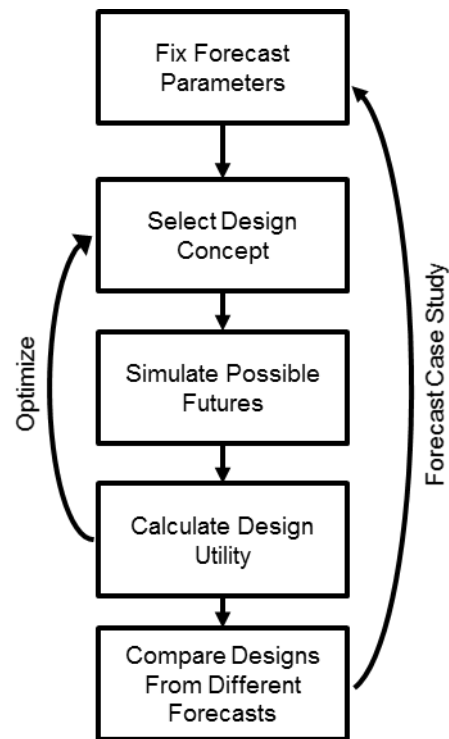 Fix Forecast
Parameters
Select Design
Concept
Optimize
Simulate Possible
Futures
Forecast Case Study
Calculate Design
Utility
Compare Designs
From Different
Forecasts